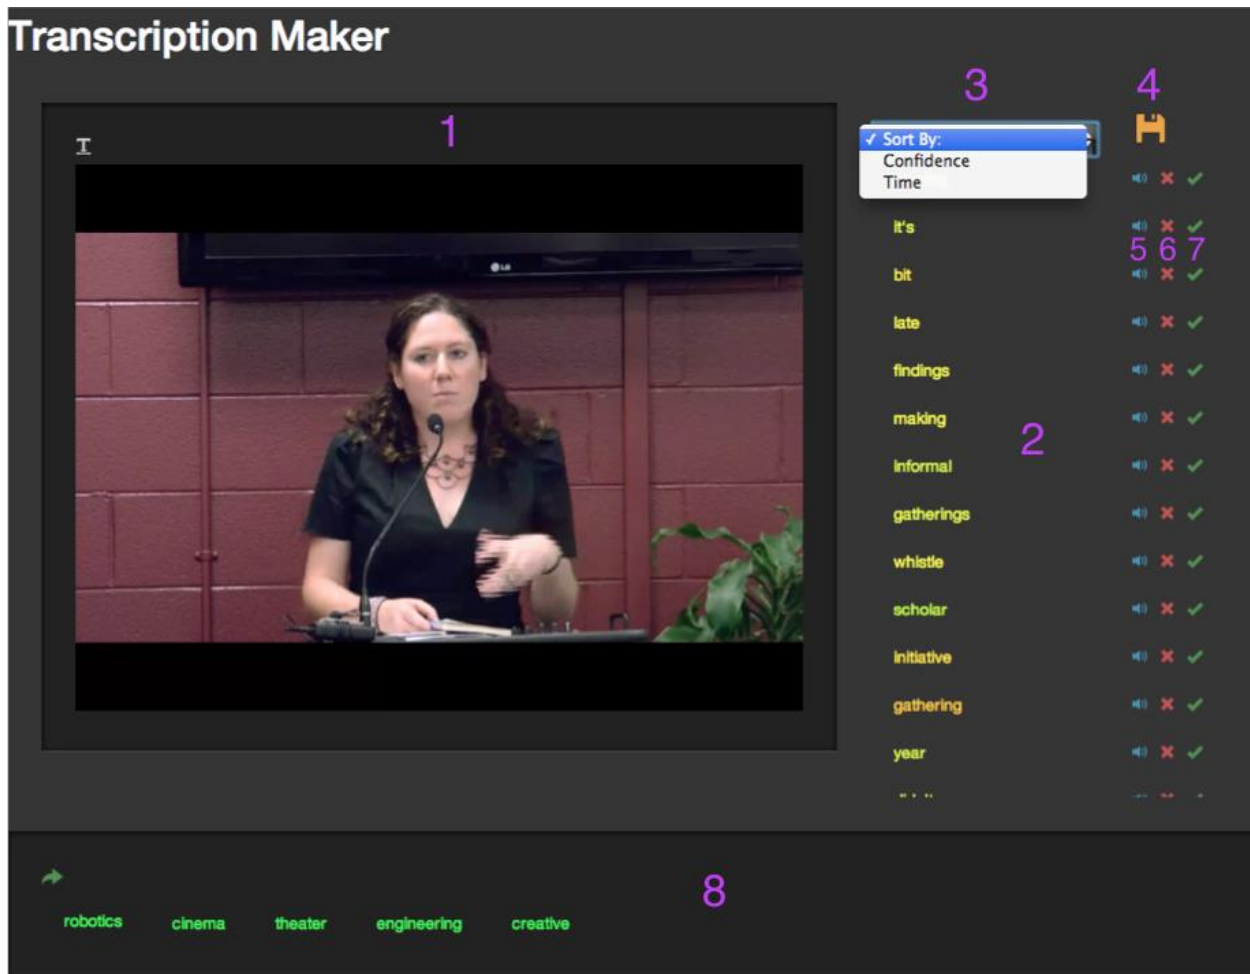 Transcription Maker
1
3
4
T
✓ Sort By:
Confidence
Time
LG
it's
5 6 7
bit
late
findings
making
2
informal
gatherings
whistle
scholar
initiative
gathering
year
8
robotics cinema theater engineering creative